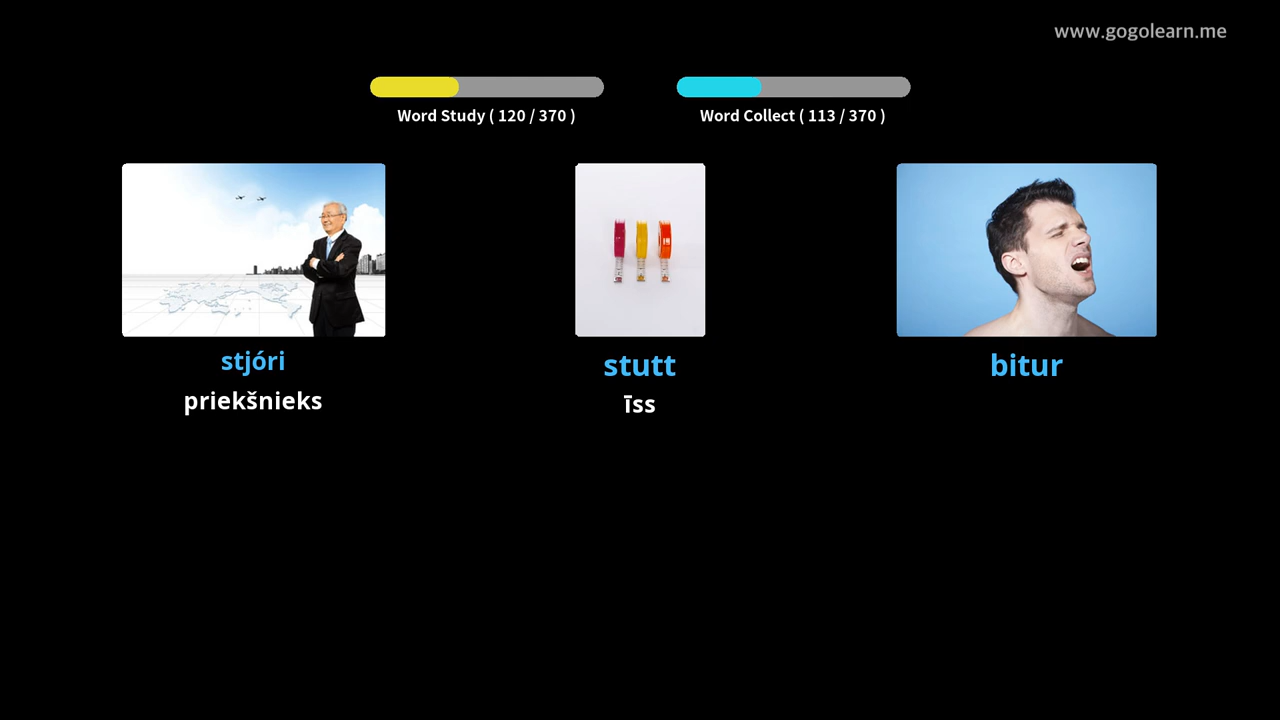 www.gogolearn.me
Word Study ( 120 / 370 )
Word Collect ( 113 / 370 )
stjóri
priekšnieks
stutt
īss
bitur